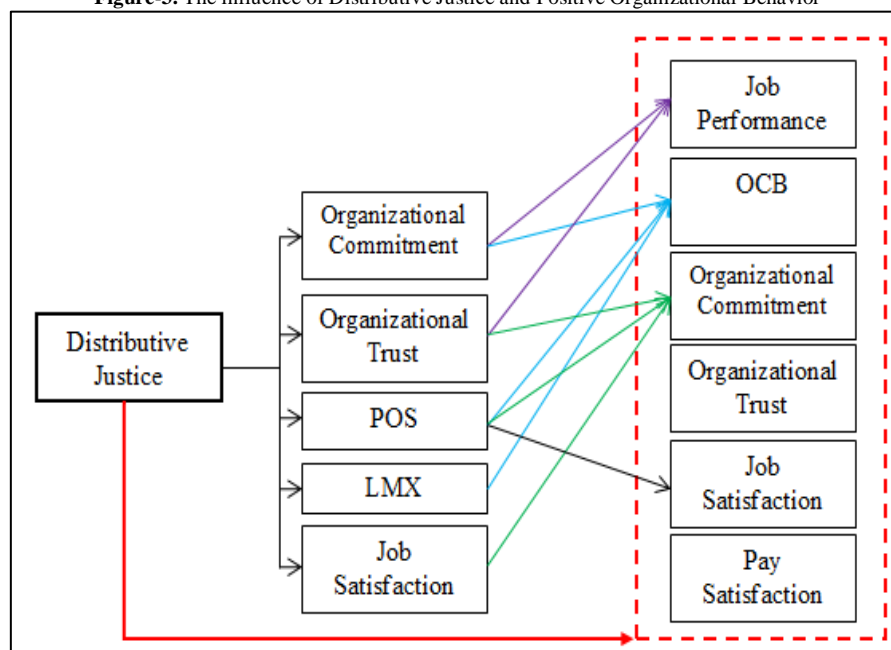 Figure-3. The Influence of Distributive Justice and Positive Organizational Behavior
Distributive
Justice
Organizational
Commitment
Organizational
Trust
POS
LMX
Job
Satisfaction
Job
Performance
OCB
Organizational
Commitment
Organizational
Trust
Job
Satisfaction
Pay
Satisfaction